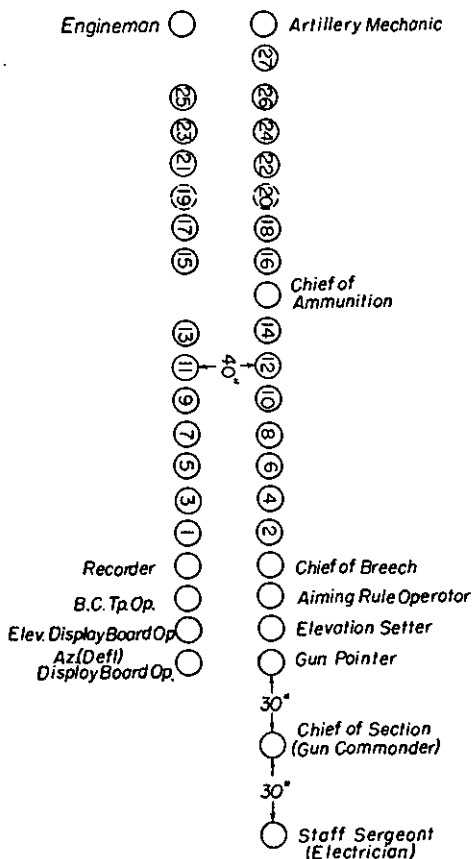 Engineman
Artillery Mechanic
27
25
26
23
24
21
22
19
20
17
18
15
16
Chief of
Ammunition
13
14
11
40"
12
9
10
7
8
5
6
3
4
1
2
Recorder
Chief of Breech
B.C. Tp. Op.
Aiming Rule Operator
Elev. Display Board Op.
Elevation Setter
Az.(Defl)
Display Board Op.
Gun Pointer
30"
Chief of Section
(Gun Commonder)
30"
Staff Sergeant
(Electrician)